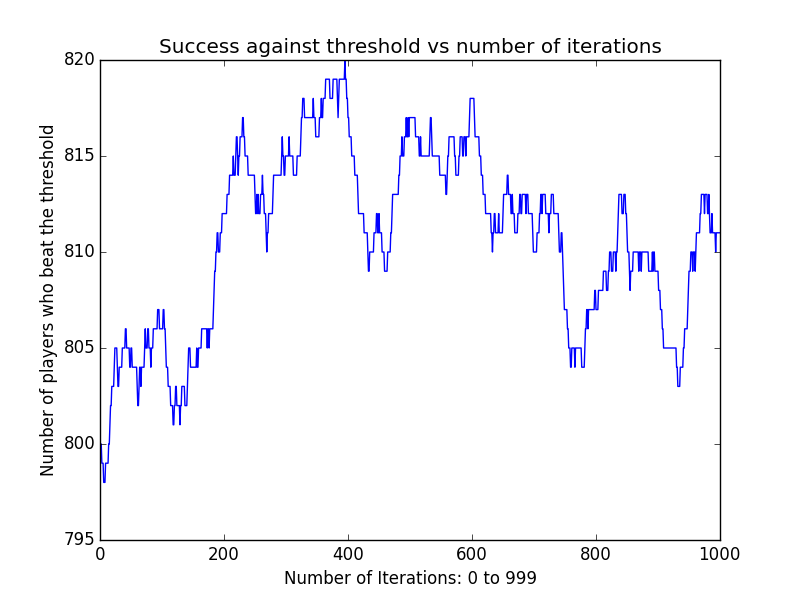 Success against threshold vs number of iterations
820
815
810
805
800
795
Number of players who beat the threshold
0 200 400 600 800 1000
Number of Iterations: 0 to 999